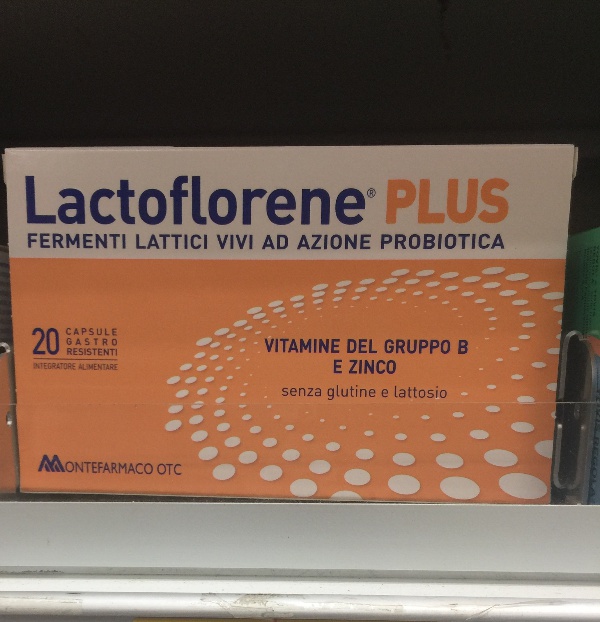 Lactoflorene® PLUS
FERMENTI LATTICI VIVI AD AZIONE PROBIOTICA
20 CAPSULE
GASTRO
RESISTENTI
INTEGRATORE ALIMENTARE
VITAMINE DEL GRUPPO B
E ZINCO
senza glutine e lattosio
MONTEFARMACO OTC